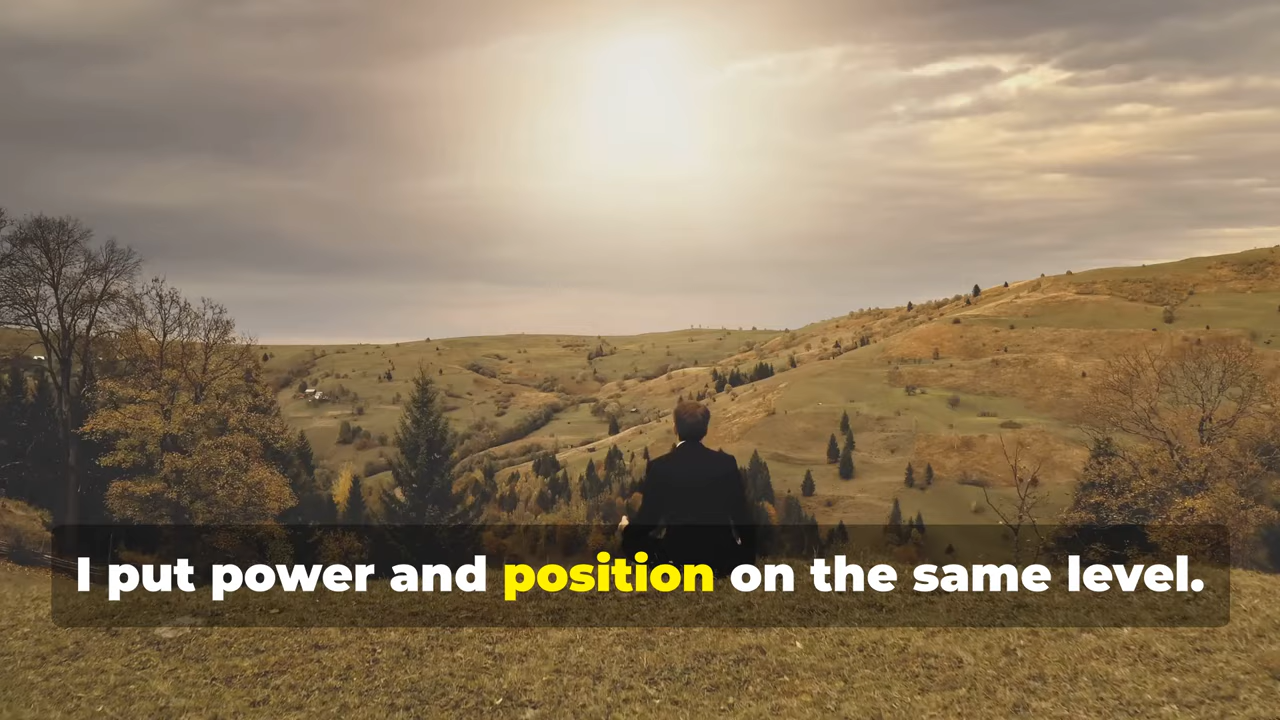 I put power and position on the same level.